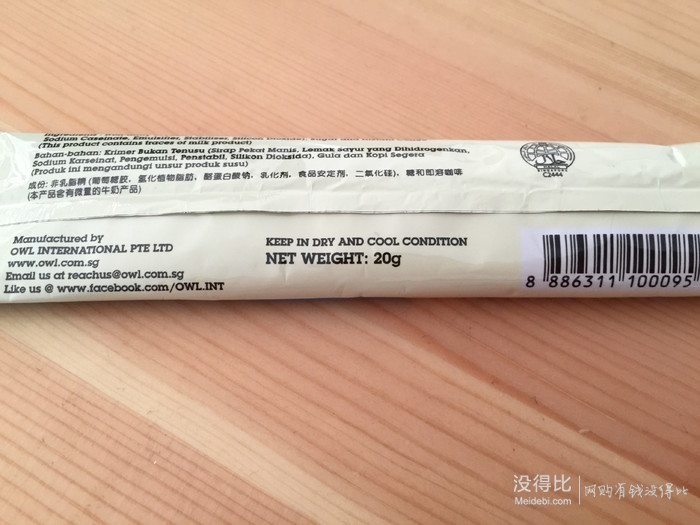 Sodium Caseinate, Emulsifier, Stabiliser, Silicon Dioxide), Sugar and Instant Coffee
(This product contains traces of milk product)
Bahan-bahan: Krimer Bukan Tenusu (Sirap Pekat Manis, Lemak Sayur yang Dihidrogenkan,
Sodium Karseinat, Pengemulsi, Penstabil, Silikon Dioksida), Gula dan Kopi Segera
(Produk ini mengandungi unsur produk susu)
成份: 非乳脂精 (葡萄糖胶、氢化植物脂肪、酪蛋白酸钠、乳化剂、食品安定剂、二氧化硅)、糖和即溶咖啡
(本产品含有微量的牛奶产品)
C2444
Manufactured by
OWL INTERNATIONAL PTE LTD
www.owl.com.sg
Email us at reachus@owl.com.sg
Like us @ www.facebook.com/OWL.INT
KEEP IN DRY AND COOL CONDITION
NET WEIGHT: 20g
8 886311 100095
没得比
Meidebi.com
网购有钱没得比